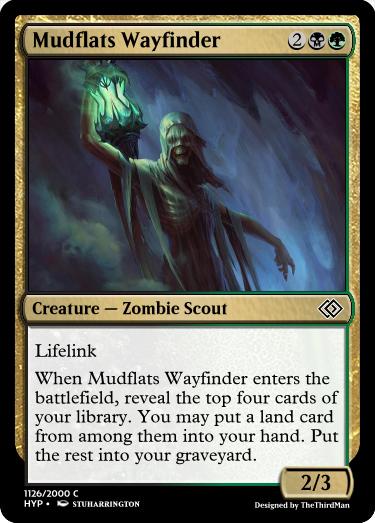 Mudflats Wayfinder 2
Creature — Zombie Scout
Lifelink
When Mudflats Wayfinder enters the
battlefield, reveal the top four cards of
your library. You may put a land card
from among them into your hand. Put
the rest into your graveyard.
2/3
1126/2000 C
HYP • STUHARRINGTON
Designed by TheThirdMan